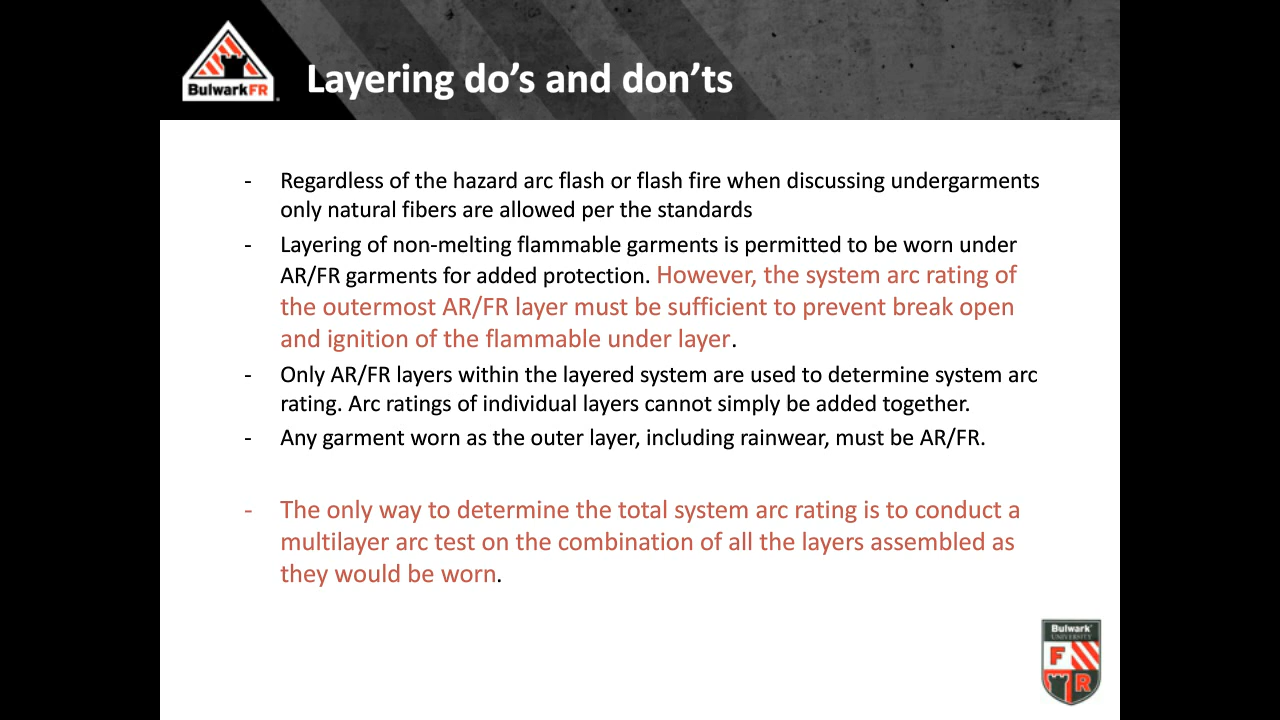 BulwarkFR
Layering do’s and don’ts
- Regardless of the hazard arc flash or flash fire when discussing undergarments
only natural fibers are allowed per the standards
- Layering of non-melting flammable garments is permitted to be worn under
AR/FR garments for added protection. However, the system arc rating of
the outermost AR/FR layer must be sufficient to prevent break open
and ignition of the flammable under layer.
- Only AR/FR layers within the layered system are used to determine system arc
rating. Arc ratings of individual layers cannot simply be added together.
- Any garment worn as the outer layer, including rainwear, must be AR/FR.
- The only way to determine the total system arc rating is to conduct a
multilayer arc test on the combination of all the layers assembled as
they would be worn.
Bulwark
UNIVERSITY
F
R